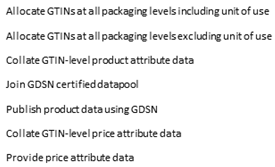 Allocate GTINs at all packaging levels including unit of use
Allocate GTINs at all packaging levels excluding unit of use
Collate GTIN-level product attribute data
Join GDSN certified datapool
Publish product data using GDSN
Collate GTIN-level price attribute data
Provide price attribute data